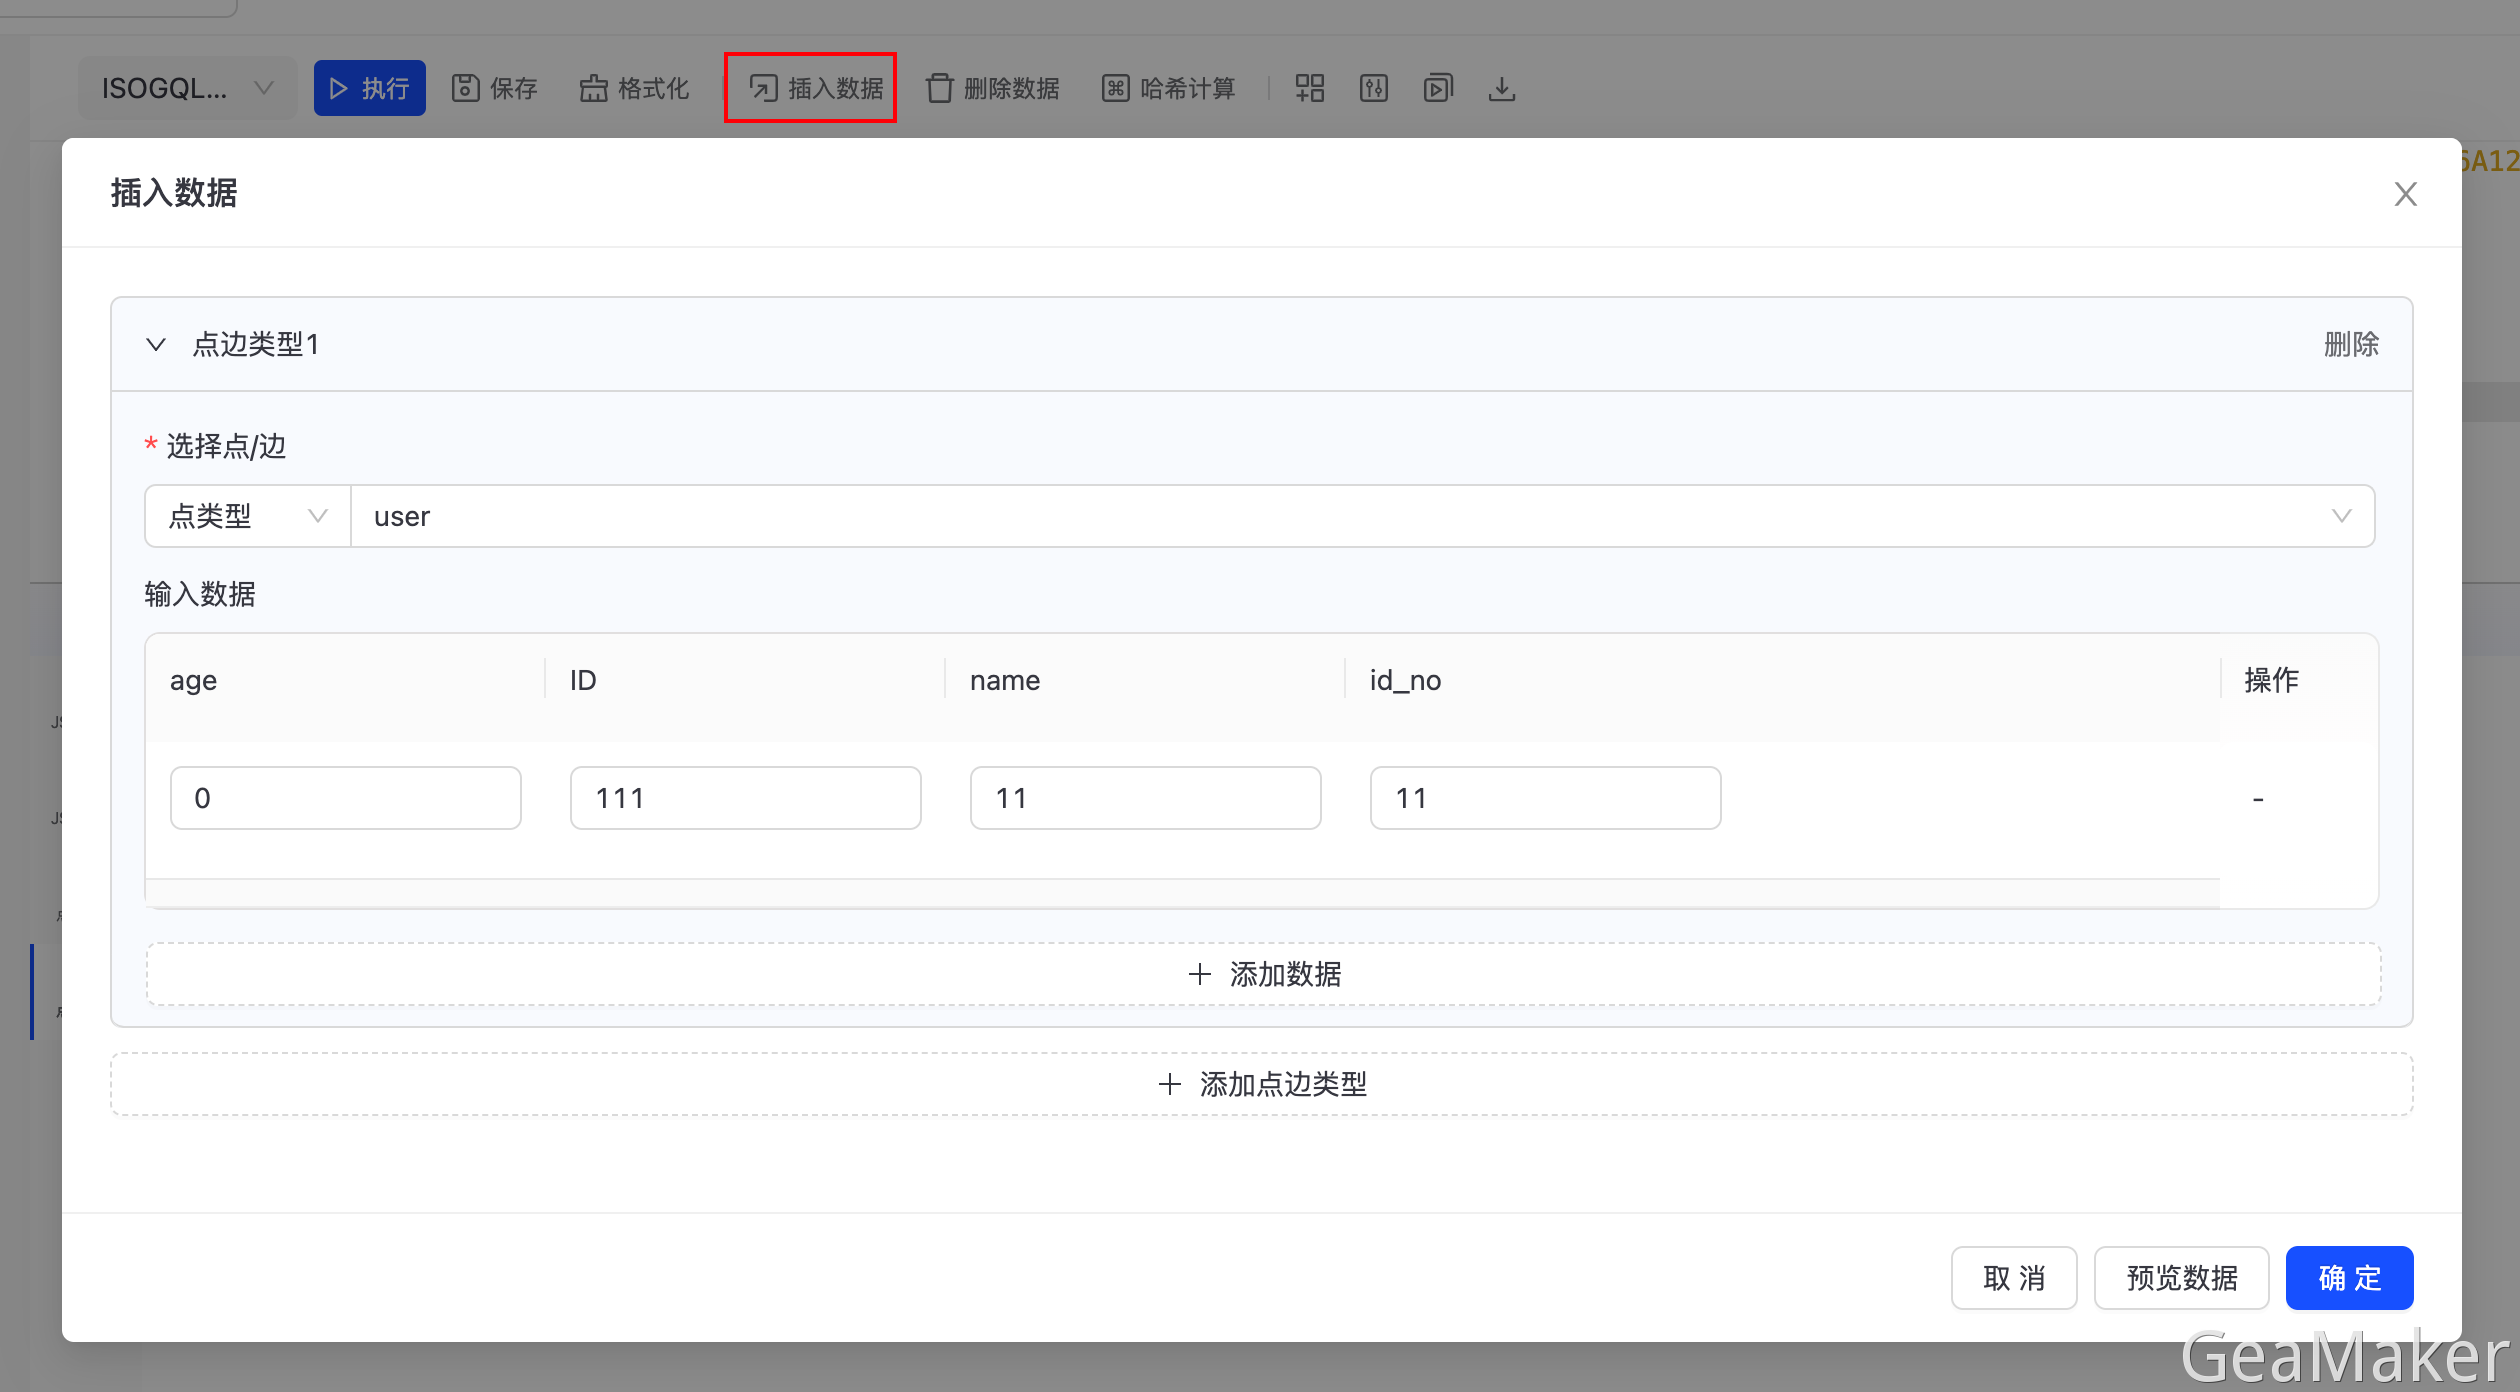 ISOGQL... 执行 保存 格式化 插入数据 删除数据 哈希计算
6A12
插入数据
点边类型1 删除
* 选择点/边
点类型 user
输入数据
age ID name id_no 操作
0 111 11 11 -
+ 添加数据
+ 添加点边类型
取 消 预览数据 确 定
GeaMaker